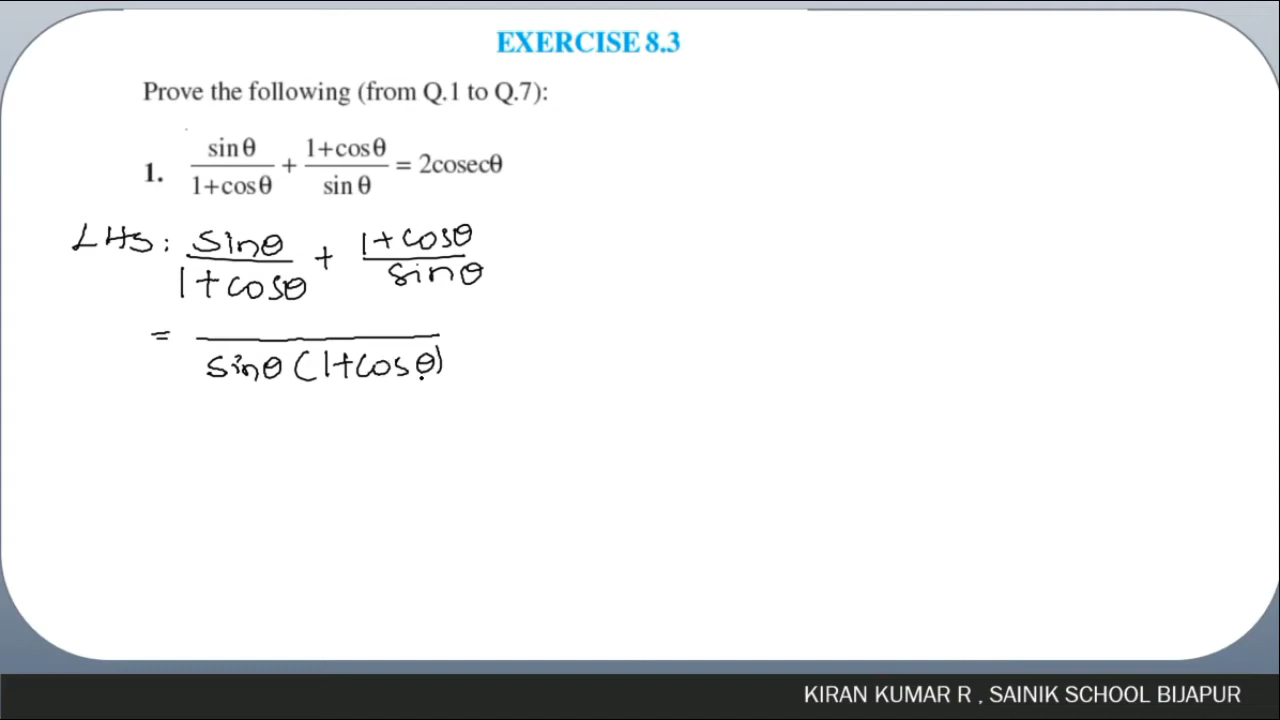 EXERCISE 8.3
Prove the following (from Q.1 to Q.7):
1. sinθ/1+cosθ + 1+cosθ/sin θ = 2cosecθ
LHS: sinθ/1+cosθ + 1+cosθ/sinθ
= /sinθ(1+cosθ)
KIRAN KUMAR R , SAINIK SCHOOL BIJAPUR